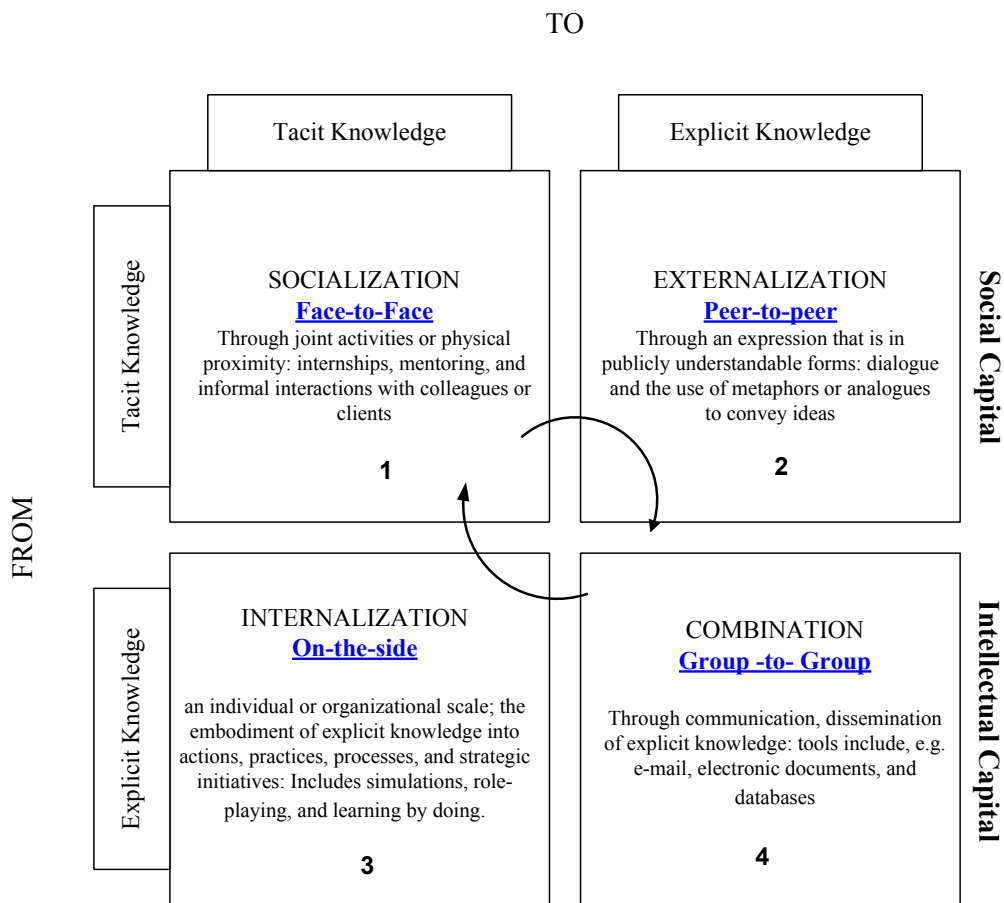 TO
Tacit Knowledge
Explicit Knowledge
FROM
Tacit Knowledge
SOCIALIZATION
Face-to-Face
Through joint activities or physical
proximity: internships, mentoring, and
informal interactions with colleagues or
clients
1
EXTERNALIZATION
Peer-to-peer
Through an expression that is in
publicly understandable forms: dialogue
and the use of metaphors or analogues
to convey ideas
2
Social Capital
Explicit Knowledge
INTERNALIZATION
On-the-side
an individual or organizational scale; the
embodiment of explicit knowledge into
actions, practices, processes, and strategic
initiatives: Includes simulations, role-
playing, and learning by doing.
3
COMBINATION
Group -to- Group
Through communication, dissemination
of explicit knowledge: tools include, e.g.
e-mail, electronic documents, and
databases
4
Intellectual Capital